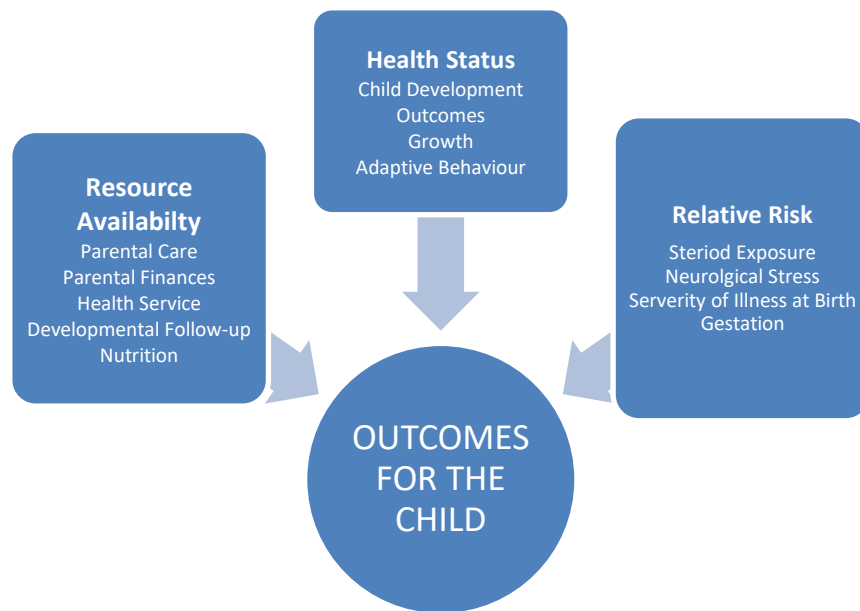 Health Status
Child Development
Outcomes
Growth
Adaptive Behaviour
Resource
Availabilty
Parental Care
Parental Finances
Health Service
Developmental Follow-up
Nutrition
Relative Risk
Steriod Exposure
Neurolgical Stress
Serverity of Illness at Birth
Gestation
OUTCOMES
FOR THE
CHILD